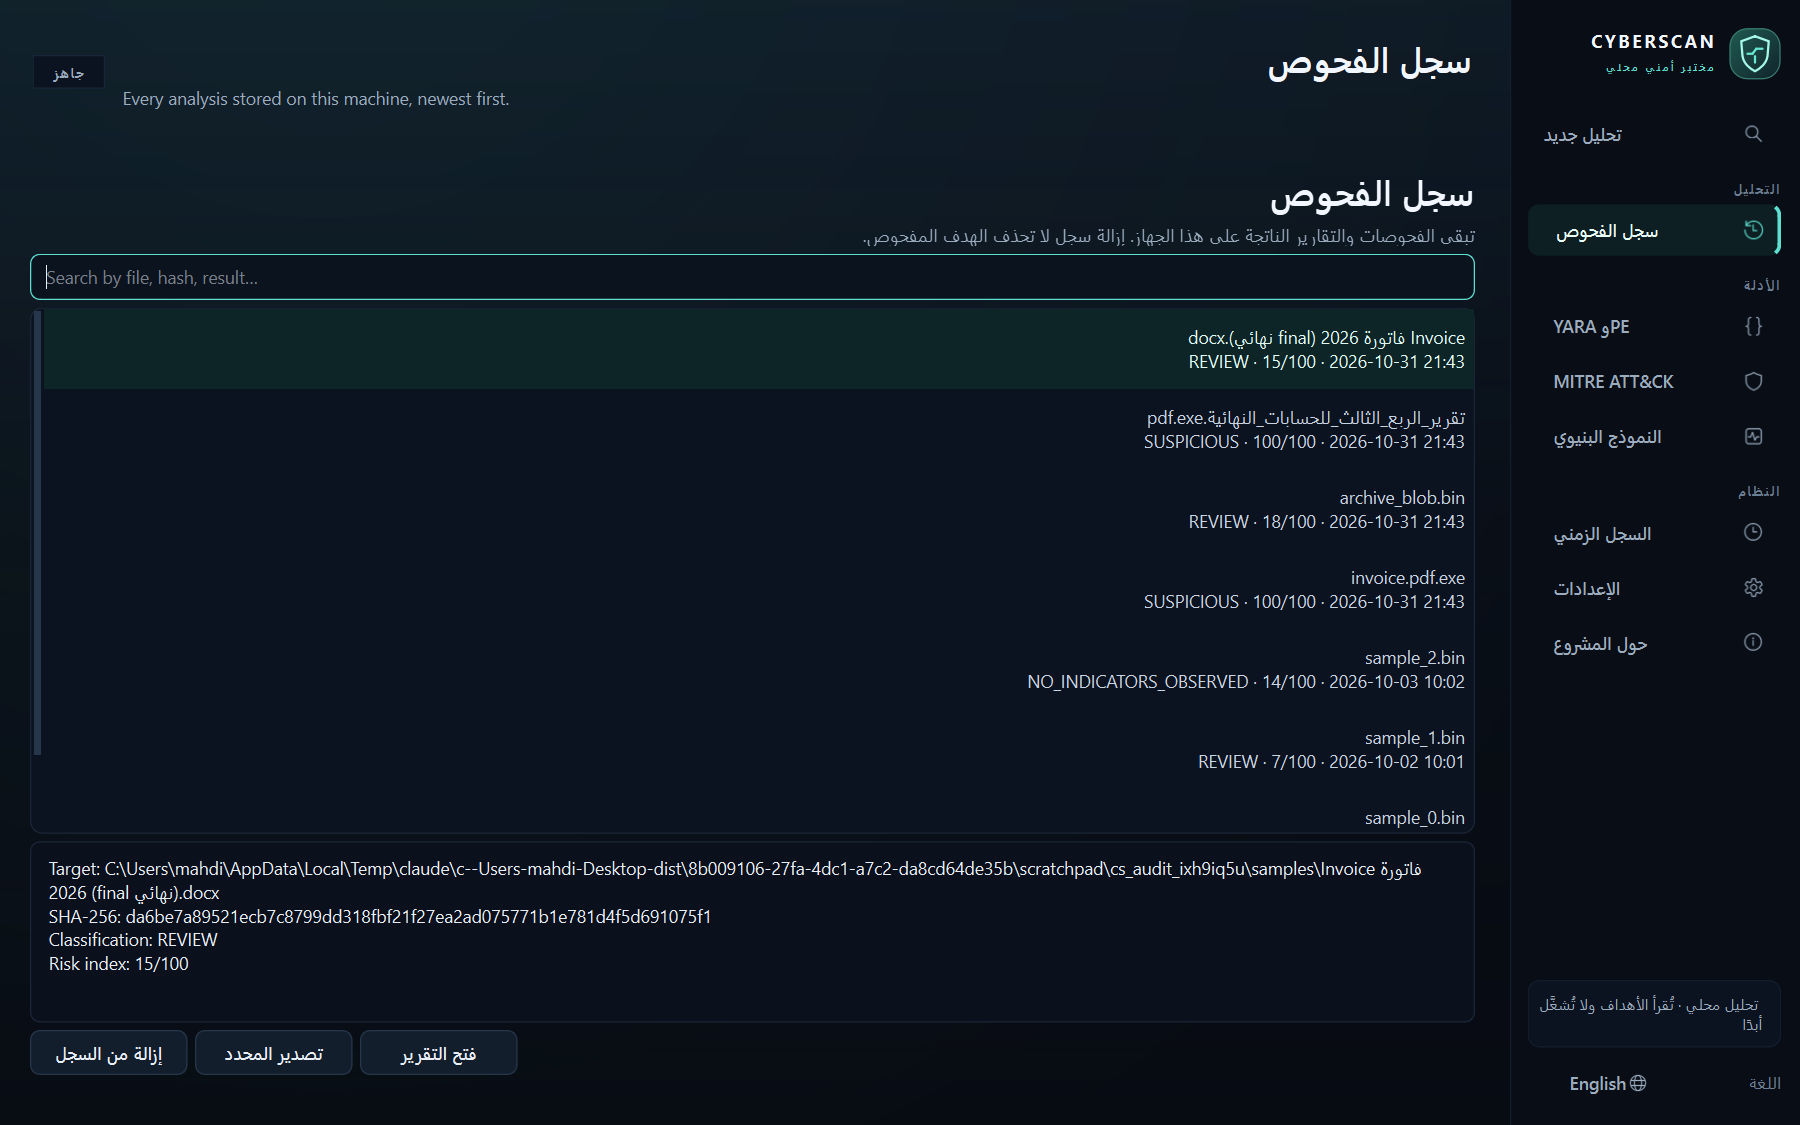 CYBERSCAN
مختبر أمني محلي
تحليل جديد
التحليل
سجل الفحوص
الأدلة
YARA وPE
MITRE ATT&CK
النموذج البنيوي
النظام
السجل الزمني
الإعدادات
حول المشروع
تحليل محلي · تُقرأ الأهداف ولا تُشغَّل
أبدًا
اللغة
English
سجل الفحوص
جاهز
Every analysis stored on this machine, newest first.
سجل الفحوص
تبقى الفحوصات والتقارير الناتجة على هذا الجهاز. إزالة سجل لا تحذف الهدف المفحوص.
Search by file, hash, result...
Invoice فاتورة 2026 (final نهائي).docx
REVIEW · 15/100 · 2026-10-31 21:43
تقرير_الربع_الثالث_للحسابات_النهائية.pdf.exe
SUSPICIOUS · 100/100 · 2026-10-31 21:43
archive_blob.bin
REVIEW · 18/100 · 2026-10-31 21:43
invoice.pdf.exe
SUSPICIOUS · 100/100 · 2026-10-31 21:43
sample_2.bin
NO_INDICATORS_OBSERVED · 14/100 · 2026-10-03 10:02
sample_1.bin
REVIEW · 7/100 · 2026-10-02 10:01
sample_0.bin
Target: C:\Users\mahdi\AppData\Local\Temp\claude\c--Users-mahdi-Desktop-dist\8b009106-27fa-4dc1-a7c2-da8cd64de35b\scratchpad\cs_audit_ixh9iq5u\samples\Invoice فاتورة
2026 (final نهائي).docx
SHA-256: da6be7a89521ecb7c8799dd318fbf21f27ea2ad075771b1e781d4f5d691075f1
Classification: REVIEW
Risk index: 15/100
فتح التقرير
تصدير المحدد
إزالة من السجل